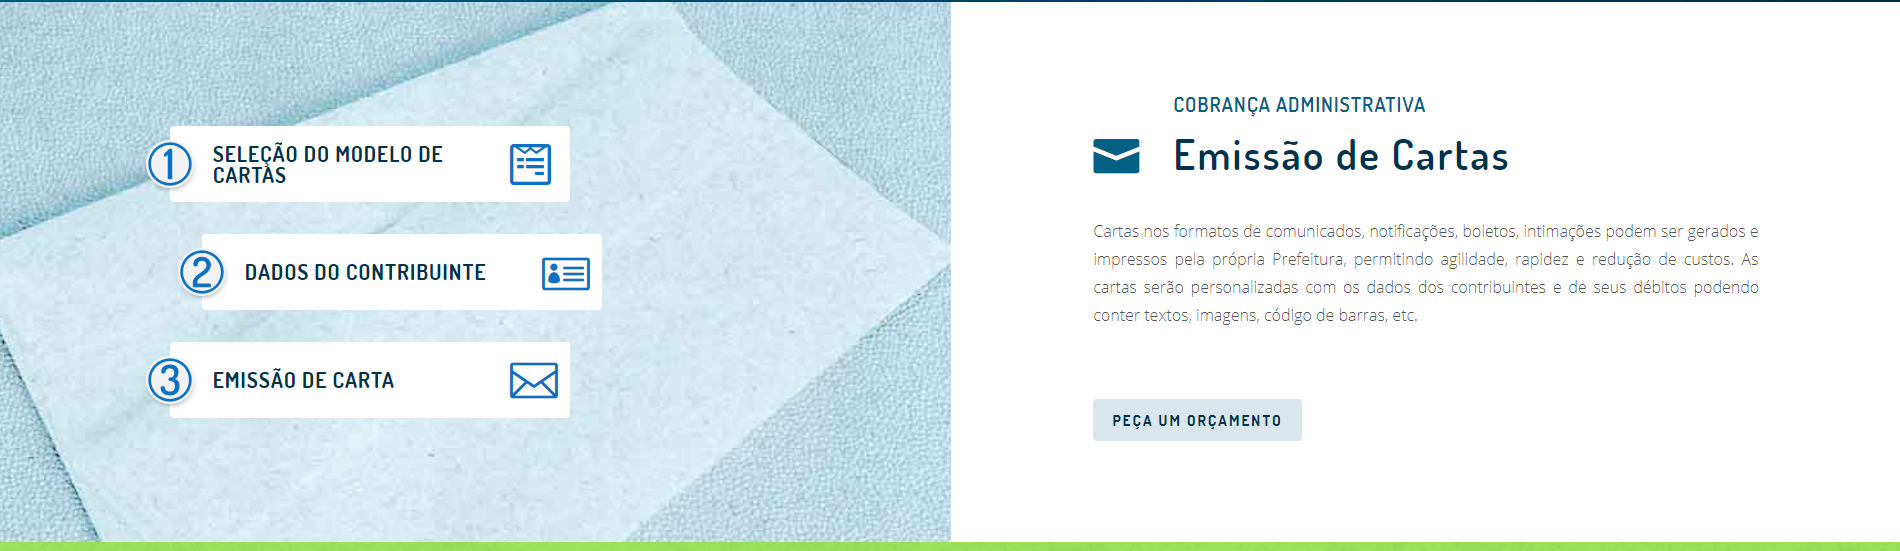 1
SELEÇÃO DO MODELO DE
CARTAS
2
DADOS DO CONTRIBUINTE
3
EMISSÃO DE CARTA
COBRANÇA ADMINISTRATIVA
Emissão de Cartas
Cartas nos formatos de comunicados, notificações, boletos, intimações podem ser gerados e
impressos pela própria Prefeitura, permitindo agilidade, rapidez e redução de custos. As
cartas serão personalizadas com os dados dos contribuintes e de seus débitos podendo
conter textos, imagens, código de barras, etc.
PEÇA UM ORÇAMENTO